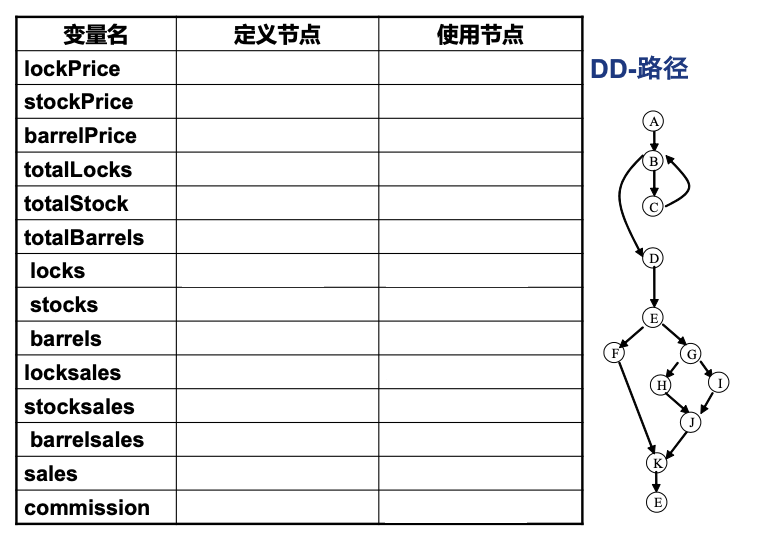 变量名 定义节点 使用节点
lockPrice
stockPrice
barrelPrice
totalLocks
totalStock
totalBarrels
locks
stocks
barrels
locksales
stocksales
barrelsales
sales
commission
DD-路径
A
B
C
D
E
F G
H I
J
K
E